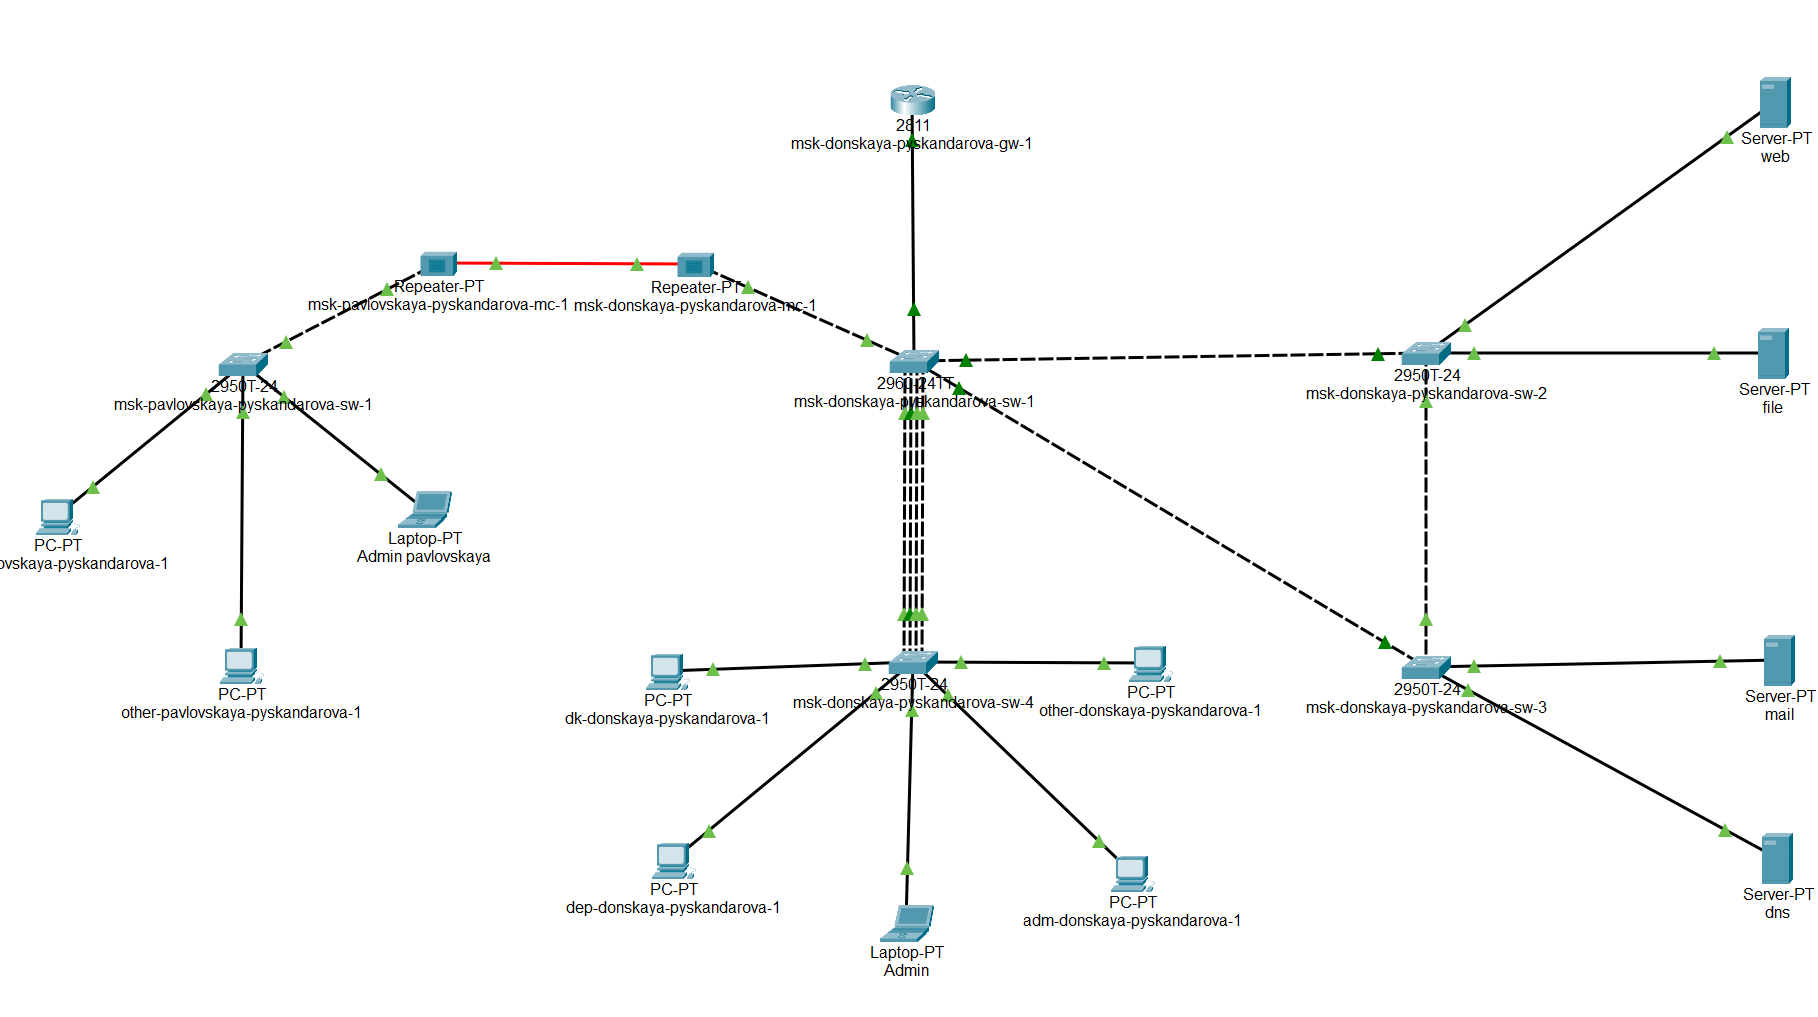 2811
msk-donskaya-pyskandarova-gw-1
Server-PT
web
Repeater-PT
msk-pavlovskaya-pyskandarova-mc-1
Repeater-PT
msk-donskaya-pyskandarova-mc-1
2950T-24
msk-pavlovskaya-pyskandarova-sw-1
2960-24TT
msk-donskaya-pyskandarova-sw-1
2950T-24
msk-donskaya-pyskandarova-sw-2
Server-PT
file
PC-PT
ovskaya-pyskandarova-1
Laptop-PT
Admin pavlovskaya
PC-PT
other-pavlovskaya-pyskandarova-1
PC-PT
dk-donskaya-pyskandarova-1
2950T-24
msk-donskaya-pyskandarova-sw-4
PC-PT
other-donskaya-pyskandarova-1
2950T-24
msk-donskaya-pyskandarova-sw-3
Server-PT
mail
PC-PT
dep-donskaya-pyskandarova-1
Laptop-PT
Admin
PC-PT
adm-donskaya-pyskandarova-1
Server-PT
dns